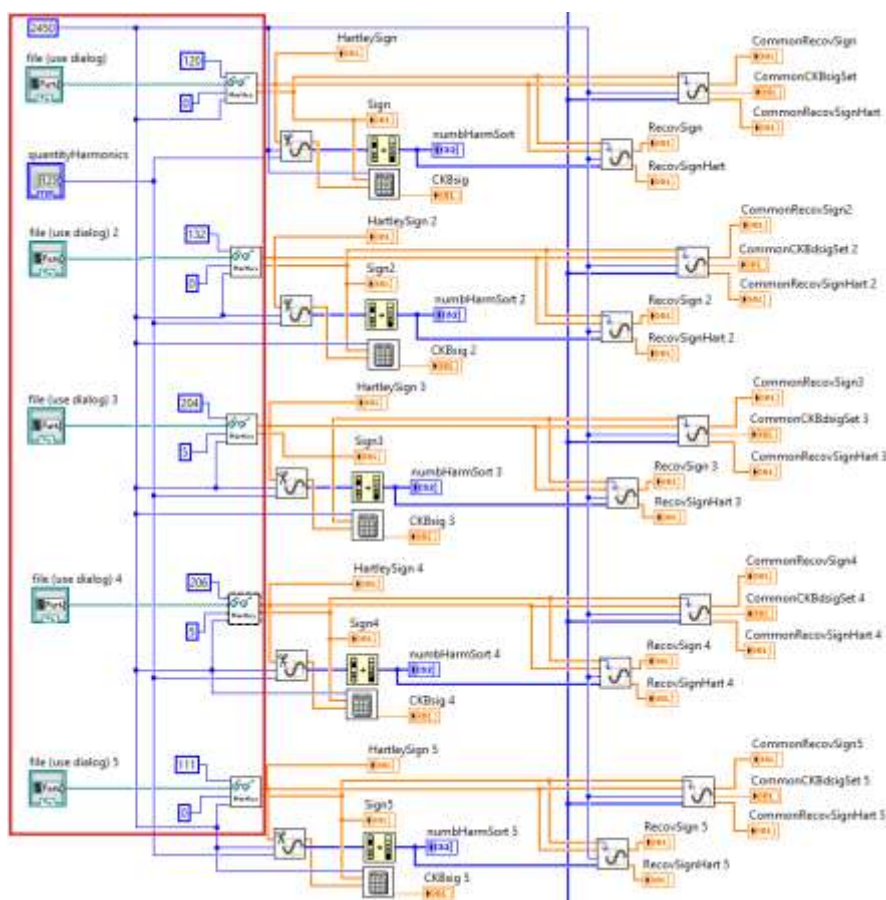 2450
file (use dialog)
120
0
HartleySign
Sign
CommonRecovSign
CommonCKBsigSet
CommonRecovSignHart
quantityHarmonics
numbHarmSort
CKBsig
RecovSign
RecovSignHart
file (use dialog) 2
132
0
HartleySign 2
Sign2
numbHarmSort 2
CKBsig 2
CommonRecovSign2
CommonCKBdsigSet 2
CommonRecovSignHart 2
RecovSign 2
RecovSignHart 2
file (use dialog) 3
204
5
HartleySign 3
Sign3
numbHarmSort 3
CKBsig 3
CommonRecovSign3
CommonCKBdsigSet 3
CommonRecovSignHart 3
RecovSign 3
RecovSignHart 3
file (use dialog) 4
206
HartleySign 4
Sign4
numbHarmSort 4
CKBsig 4
CommonRecovSign4
CommonCKBdsigSet 4
CommonRecovSignHart 4
RecovSign 4
RecovSignHart 4
file (use dialog) 5
111
0
HartleySign 5
Sign5
numbHarmSort 5
CKBsig 5
CommonRecovSign5
CommonCKBdsigSet 5
CommonRecovSignHart 5
RecovSign 5
RecovSignHart 5